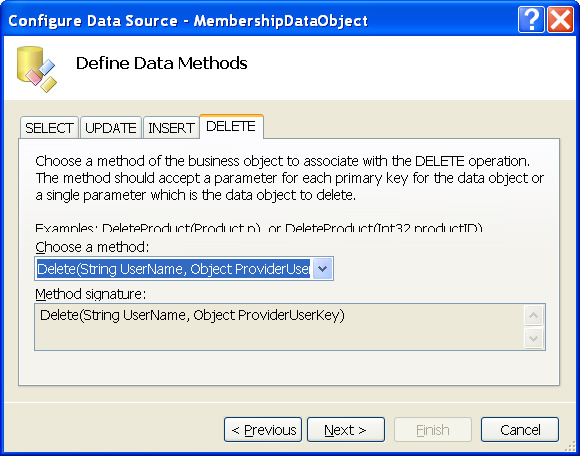 Configure Data Source - MembershipDataObject
Define Data Methods
SELECT UPDATE INSERT DELETE
Choose a method of the business object to associate with the DELETE operation.
The method should accept a parameter for each primary key for the data object or
a single parameter which is the data object to delete.
Examples: DeleteProduct(Product p), or DeleteProduct(Int32 productID)
Choose a method:
Delete(String UserName, Object ProviderUse
Method signature:
Delete(String UserName, Object ProviderUserKey)
< Previous Next > Finish Cancel